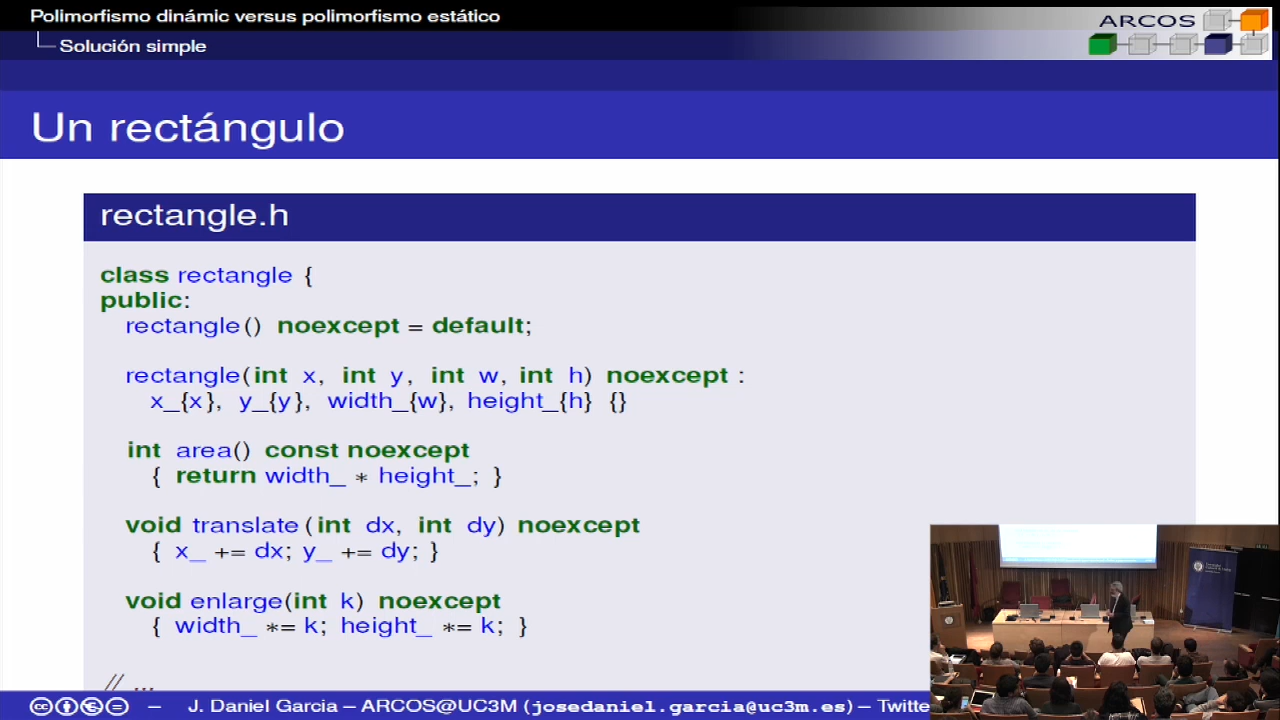 Polimorfismo dinámic versus polimorfismo estático
Solución simple
ARCOS
Un rectángulo
rectangle.h
class rectangle {
public:
rectangle() noexcept = default;
rectangle(int x, int y, int w, int h) noexcept :
x_{x}, y_{y}, width_{w}, height_{h} {}
int area() const noexcept
{ return width_ * height_; }
void translate (int dx, int dy) noexcept
{ x_ += dx; y_ += dy; }
void enlarge(int k) noexcept
{ width_ *= k; height_ *= k; }
// ...
– J. Daniel Garcia – ARCOS@UC3M (josedaniel.garcia@uc3m.es) – Twitte